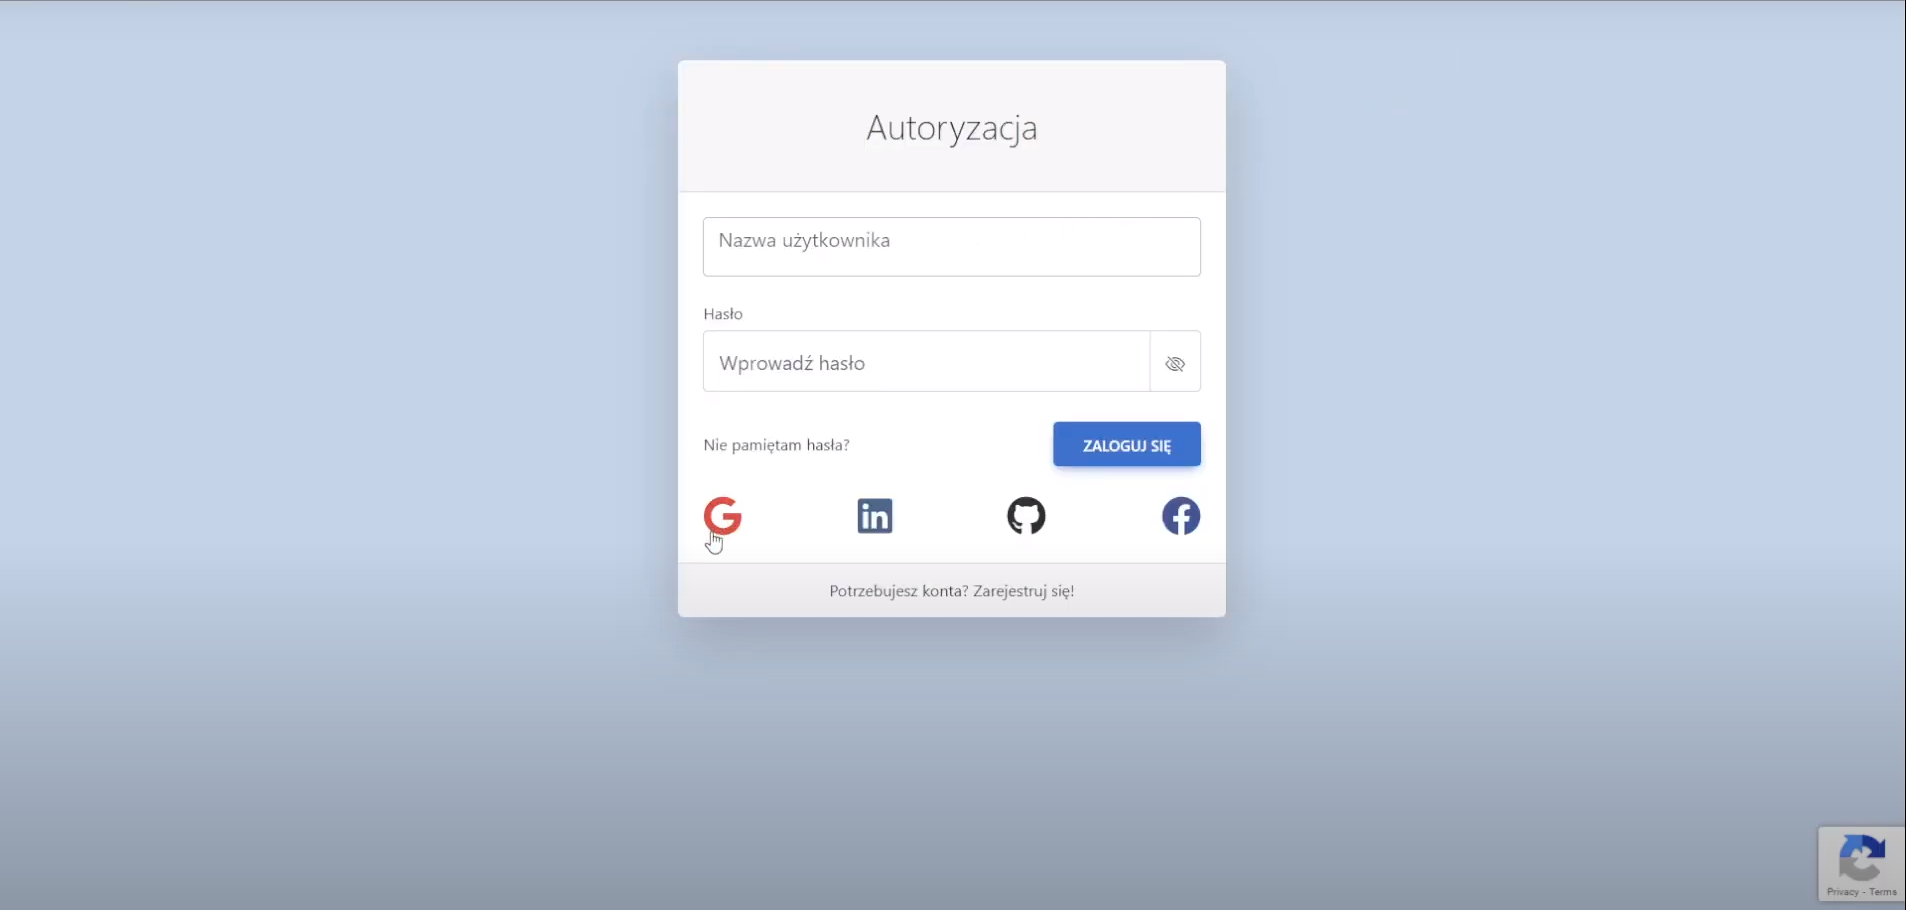 Autoryzacja
Nazwa użytkownika
Hasło
Wprowadź hasło
Nie pamiętam hasła?
ZALOGUJ SIĘ
Potrzebujesz konta? Zarejestruj się!
Privacy - Terms